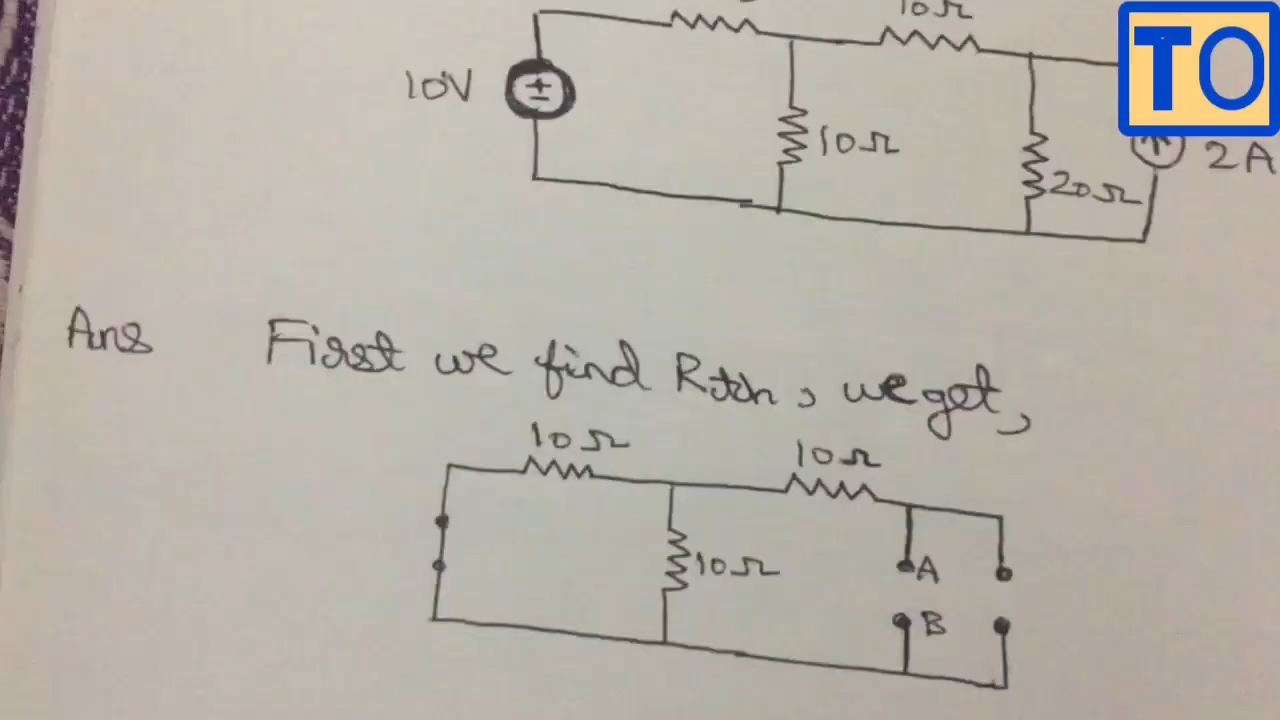 10Ω
TO
10V
10Ω
20Ω
2A
Ans First we find Rth, we get,
10Ω
10Ω
10Ω
A
B